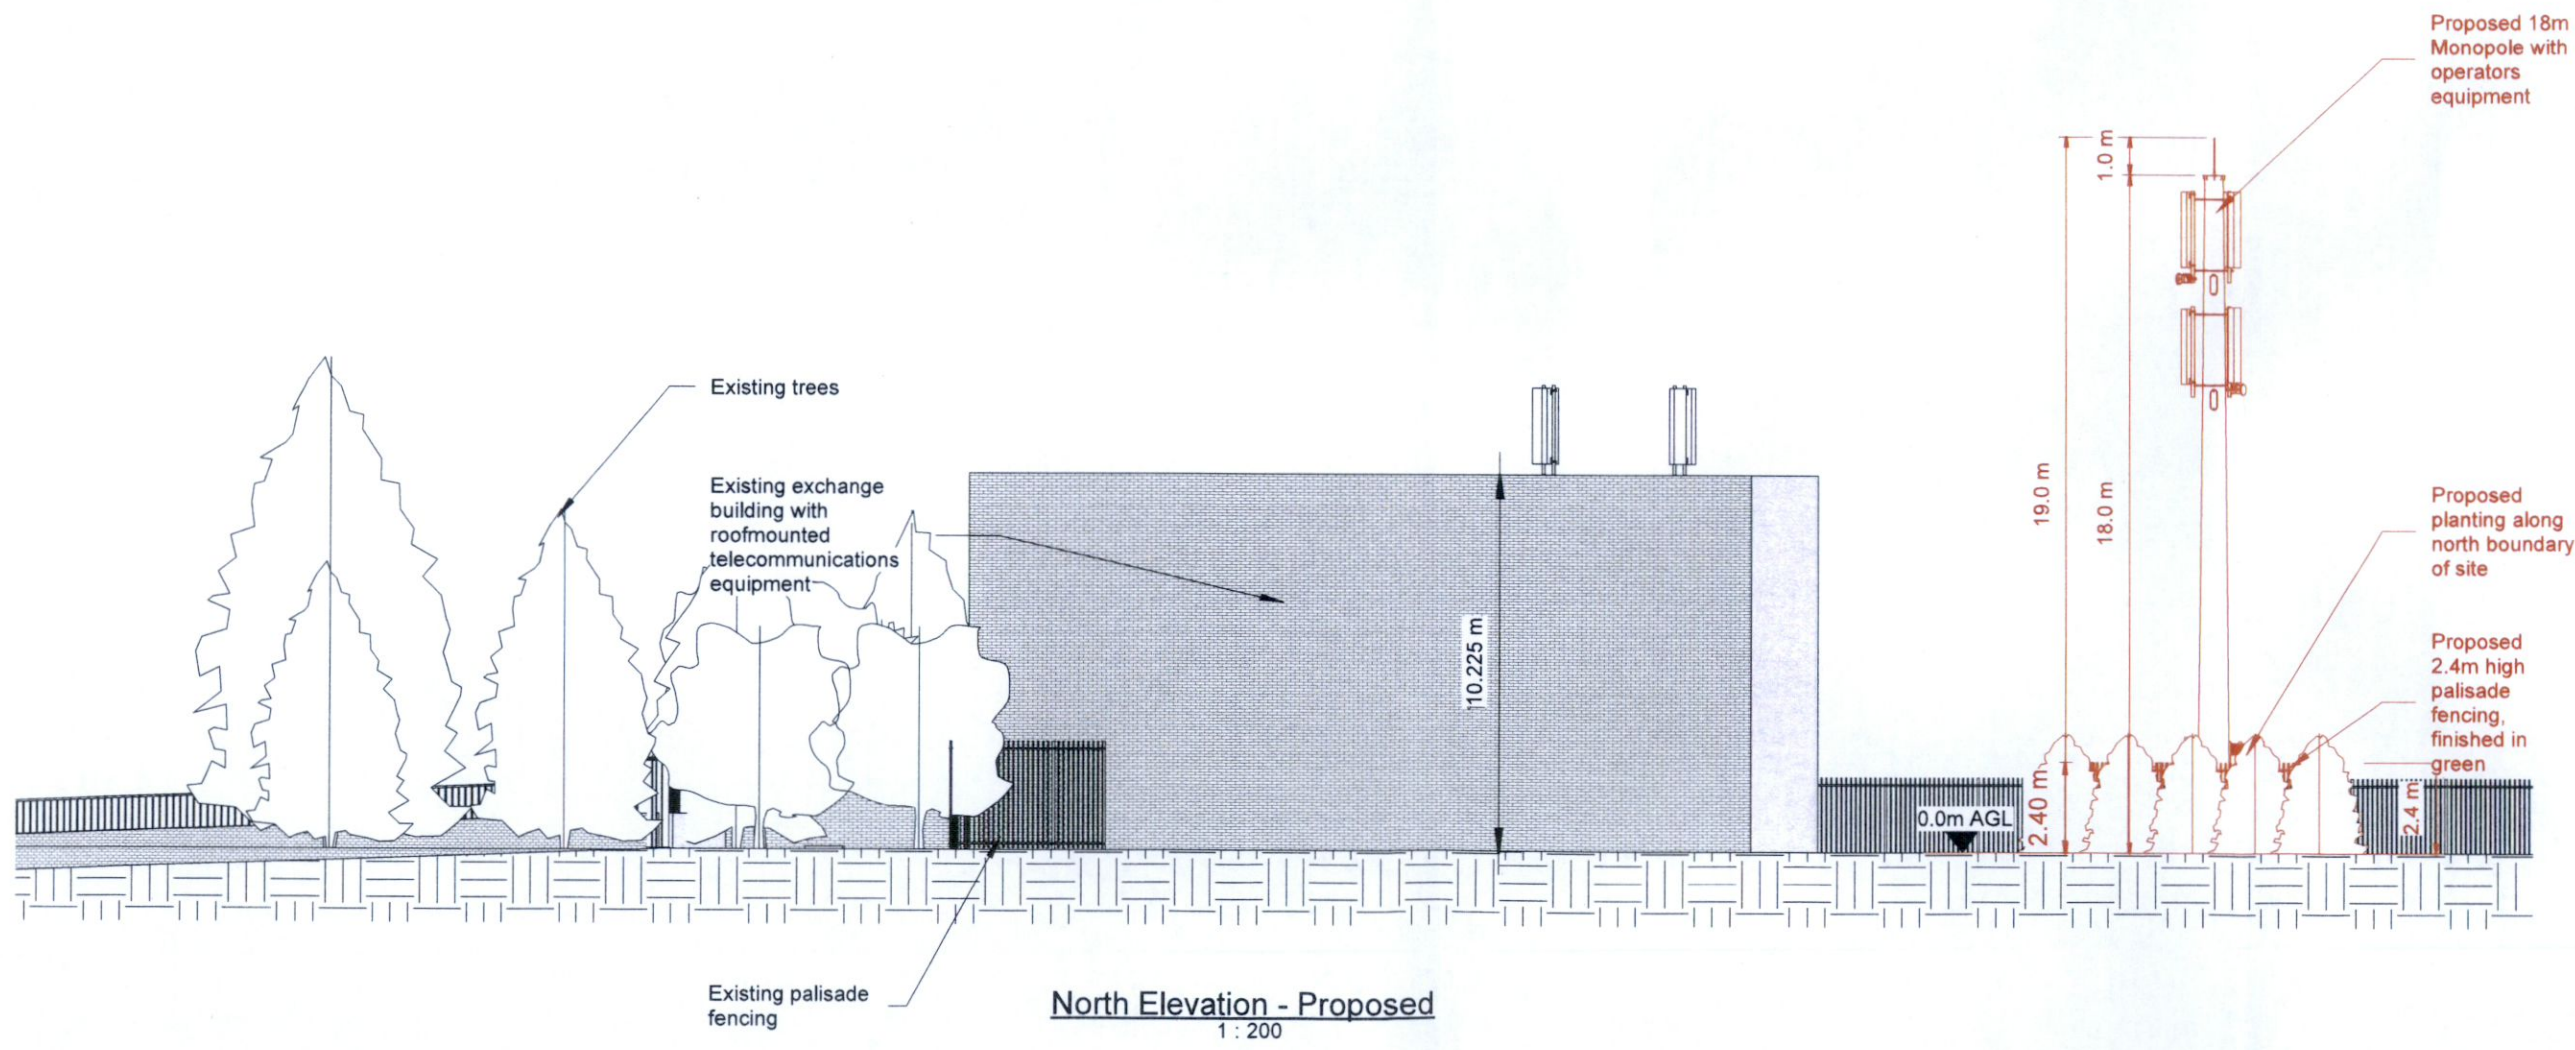 Proposed 18m
Monopole with
operators
equipment
1.0 m
Existing trees
Existing exchange
building with
roofmounted
telecommunications
equipment
19.0 m
18.0 m
Proposed
planting along
north boundary
of site
10.225 m
Proposed
2.4m high
palisade
fencing,
finished in
green
0.0m AGL
2.40 m
2.4 m
Existing palisade
fencing
North Elevation - Proposed
1 : 200